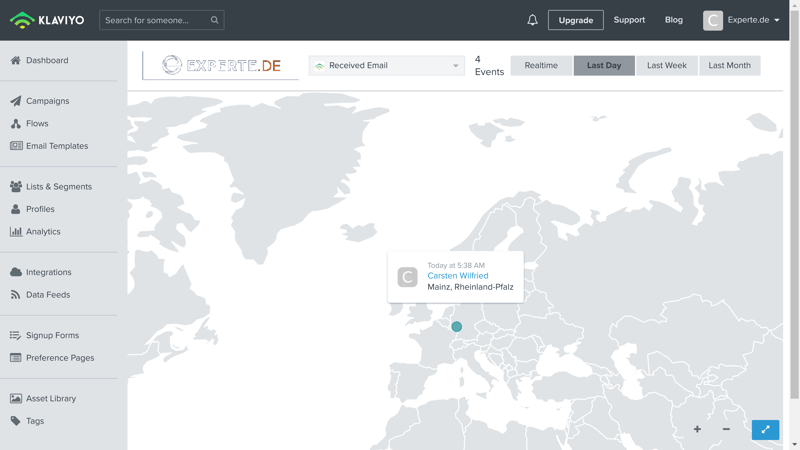 KLAVIYO
Search for someone...
Upgrade
Support
Blog
C
Experte.de
Dashboard
Campaigns
Flows
Email Templates
Lists & Segments
Profiles
Analytics
Integrations
Data Feeds
Signup Forms
Preference Pages
Asset Library
Tags
EXPERTE.DE
Received Email
4
Events
Realtime
Last Day
Last Week
Last Month
C
Today at 5:38 AM
Carsten Wilfried
Mainz, Rheinland-Pfalz